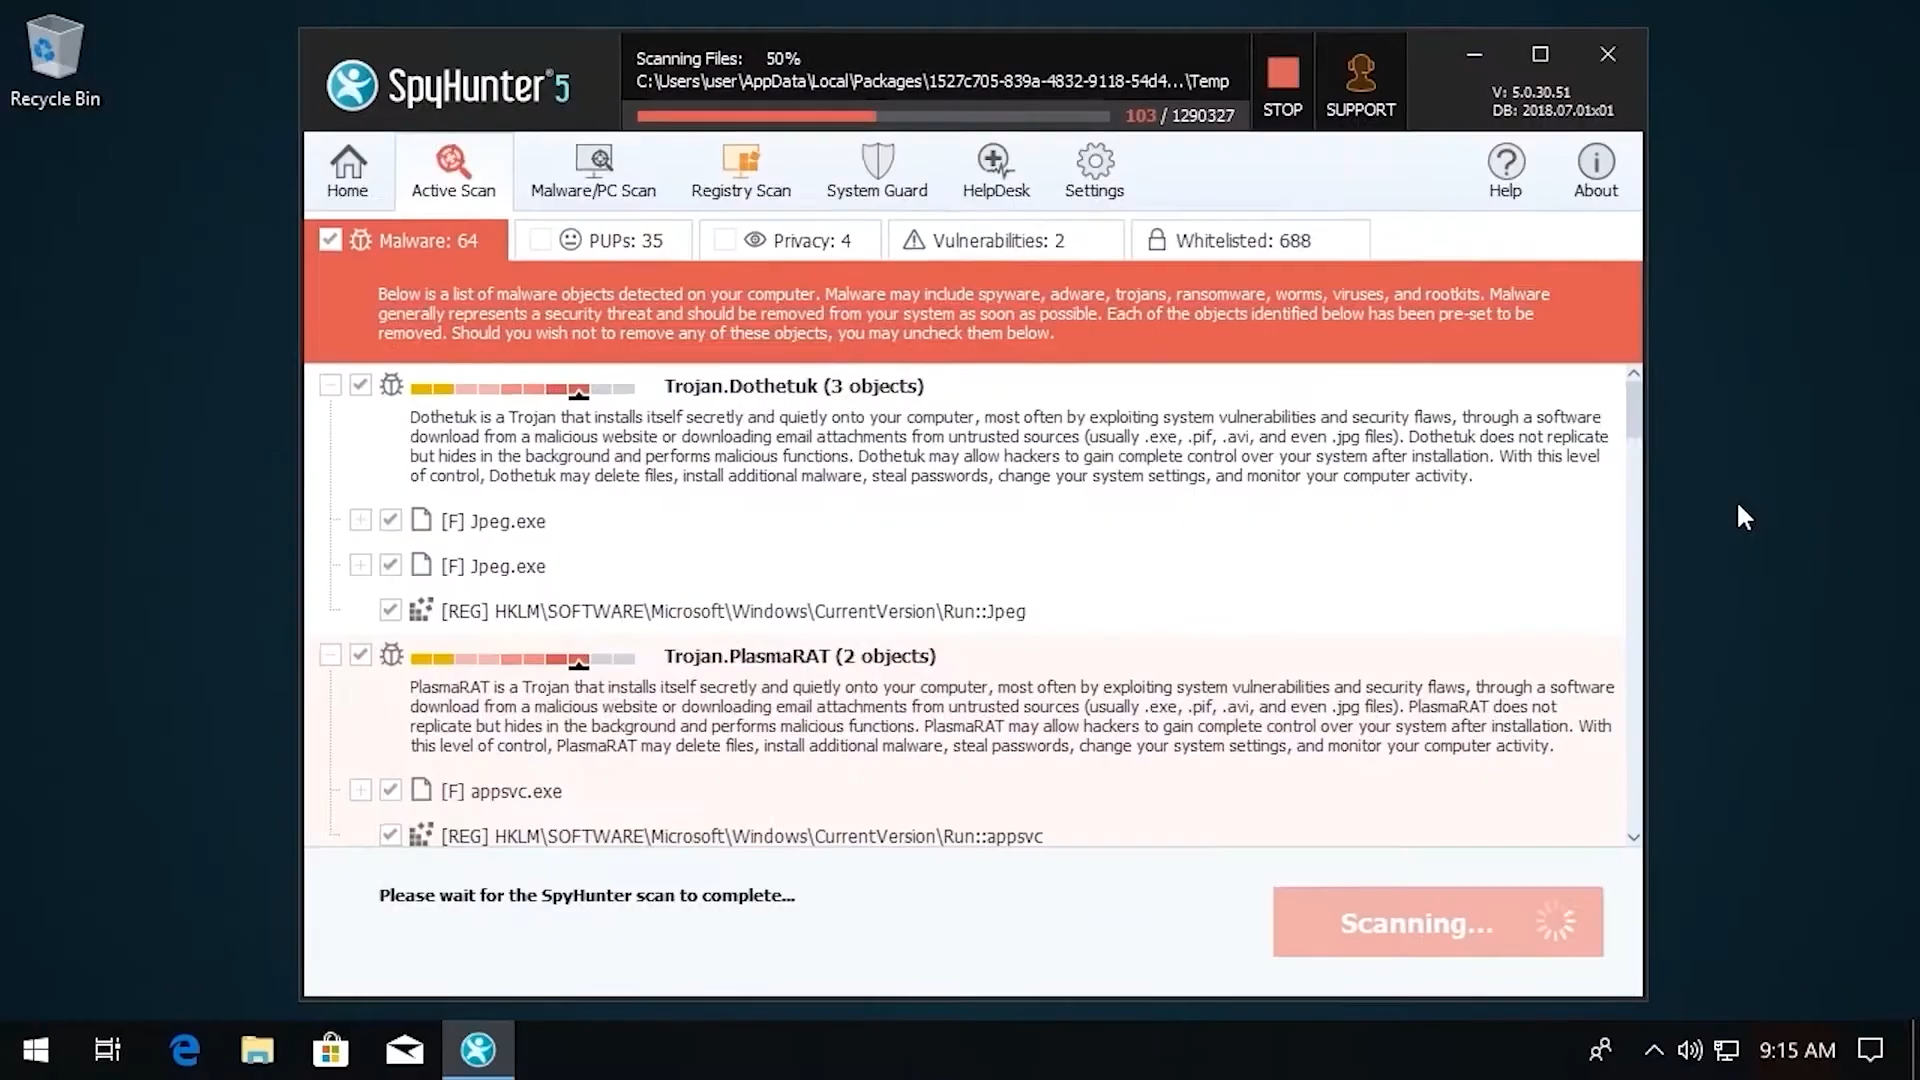 Recycle Bin
SpyHunter® 5
Scanning Files: 50%
C:\Users\user\AppData\Local\Packages\1527c705-839a-4832-9118-54d4...\Temp
103 / 1290327
STOP
SUPPORT
V: 5.0.30.51
DB: 2018.07.01x01
Home
Active Scan
Malware/PC Scan
Registry Scan
System Guard
HelpDesk
Settings
Help
About
Malware: 64
PUPs: 35
Privacy: 4
Vulnerabilities: 2
Whitelisted: 688
Below is a list of malware objects detected on your computer. Malware may include spyware, adware, trojans, ransomware, worms, viruses, and rootkits. Malware
generally represents a security threat and should be removed from your system as soon as possible. Each of the objects identified below has been pre-set to be
removed. Should you wish not to remove any of these objects, you may uncheck them below.
Trojan.Dothetuk (3 objects)
Dothetuk is a Trojan that installs itself secretly and quietly onto your computer, most often by exploiting system vulnerabilities and security flaws, through a software
download from a malicious website or downloading email attachments from untrusted sources (usually .exe, .pif, .avi, and even .jpg files). Dothetuk does not replicate
but hides in the background and performs malicious functions. Dothetuk may allow hackers to gain complete control over your system after installation. With this level
of control, Dothetuk may delete files, install additional malware, steal passwords, change your system settings, and monitor your computer activity.
[F] Jpeg.exe
[F] Jpeg.exe
[REG] HKLM\SOFTWARE\Microsoft\Windows\CurrentVersion\Run::Jpeg
Trojan.PlasmaRAT (2 objects)
PlasmaRAT is a Trojan that installs itself secretly and quietly onto your computer, most often by exploiting system vulnerabilities and security flaws, through a software
download from a malicious website or downloading email attachments from untrusted sources (usually .exe, .pif, .avi, and even .jpg files). PlasmaRAT does not
replicate but hides in the background and performs malicious functions. PlasmaRAT may allow hackers to gain complete control over your system after installation. With
this level of control, PlasmaRAT may delete files, install additional malware, steal passwords, change your system settings, and monitor your computer activity.
[F] appsvc.exe
[REG] HKLM\SOFTWARE\Microsoft\Windows\CurrentVersion\Run::appsvc
Please wait for the SpyHunter scan to complete...
Scanning...
9:15 AM